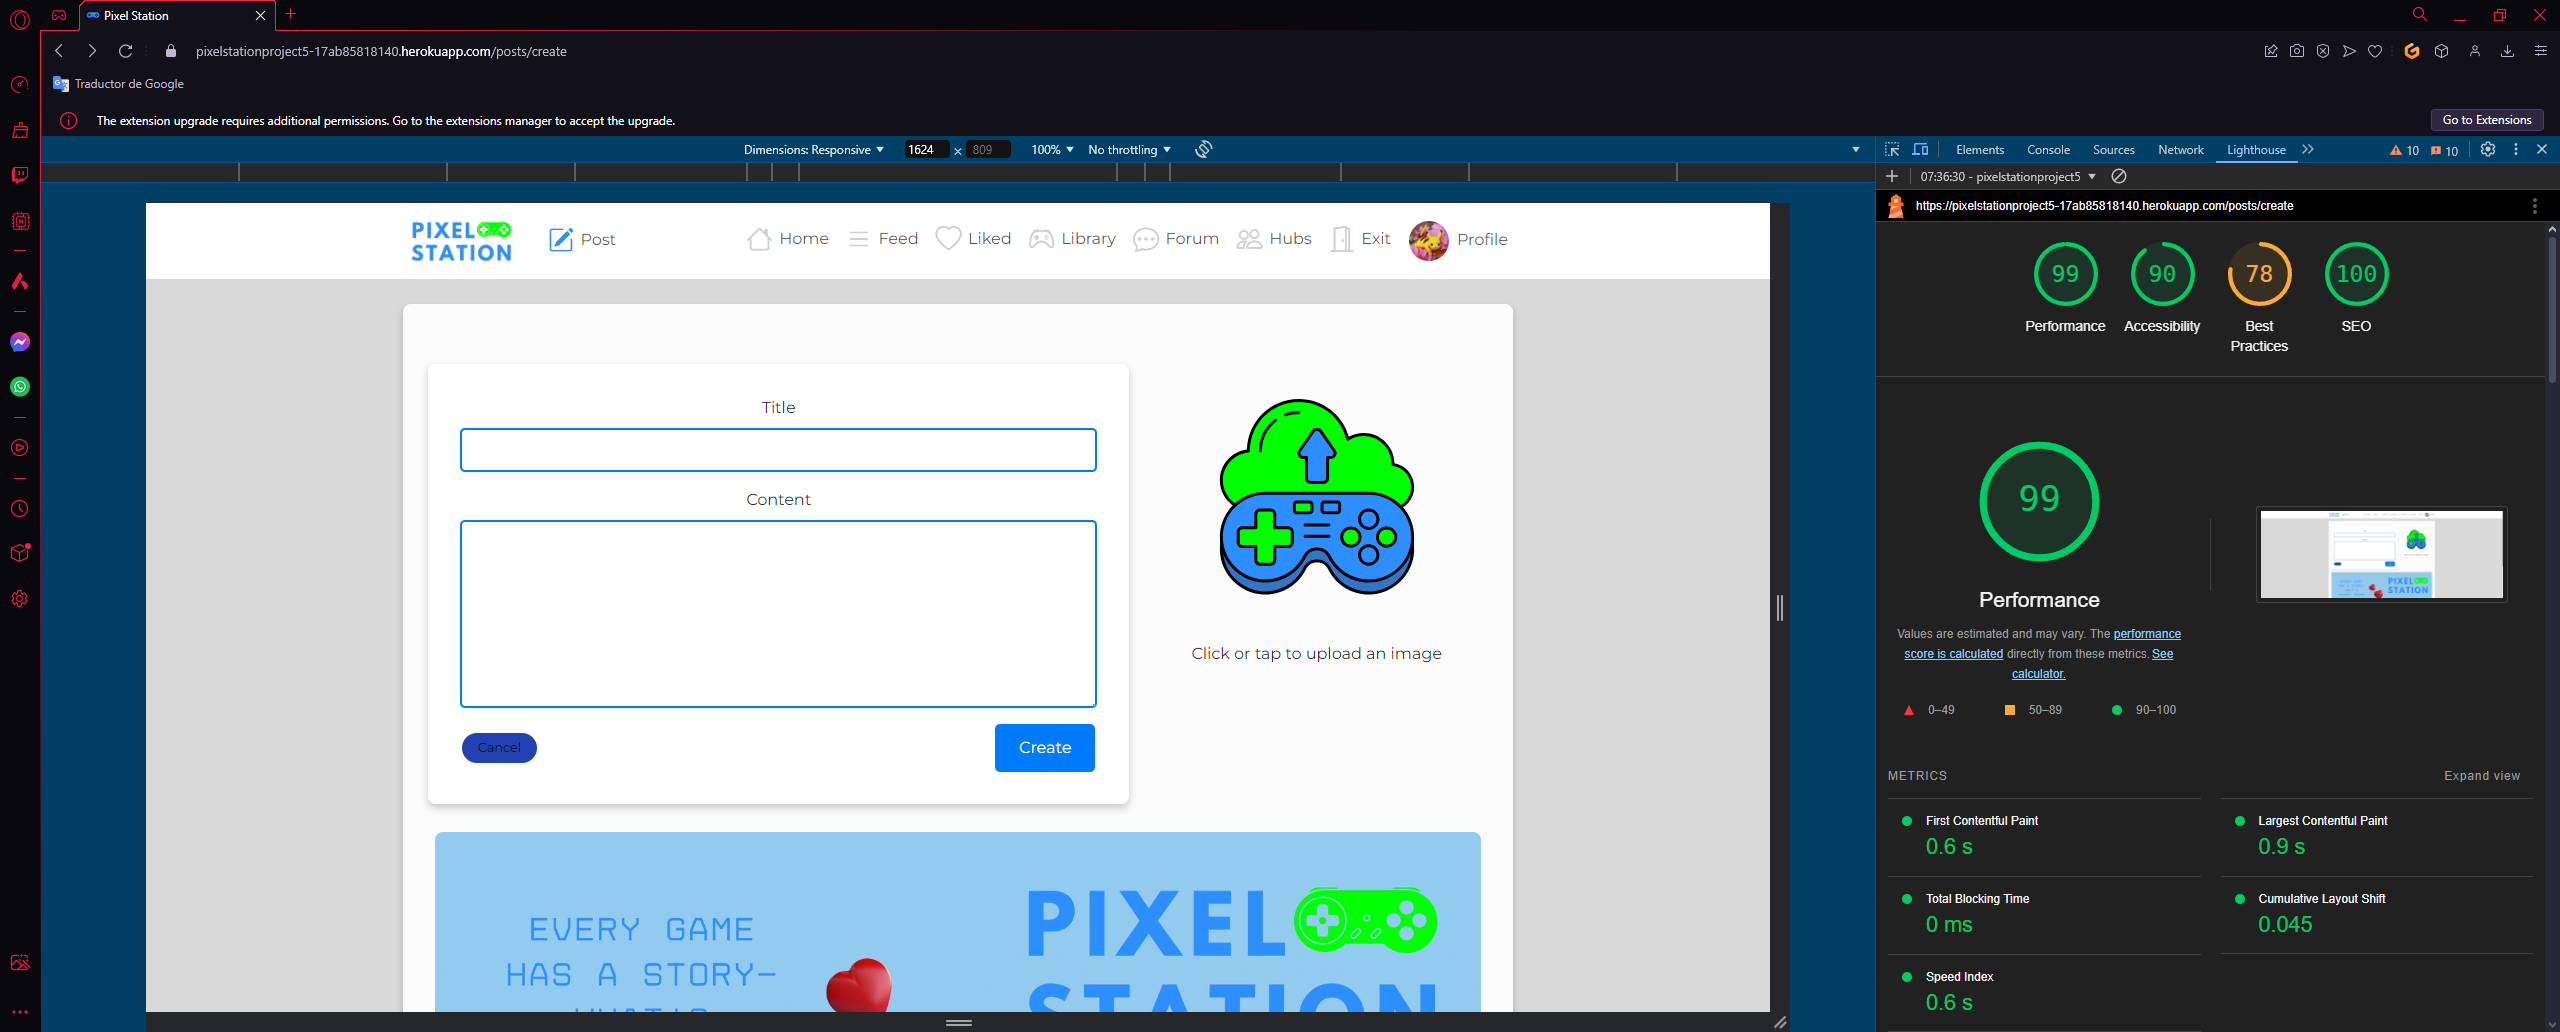 Pixel Station
pixelstationproject5-17ab85818140.herokuapp.com/posts/create
Traductor de Google
The extension upgrade requires additional permissions. Go to the extensions manager to accept the upgrade.
Go to Extensions
Dimensions: Responsive
1624 × 809
100%
No throttling
Elements
Console
Sources
Network
Lighthouse
10
10
07:36:30 - pixelstationproject5
https://pixelstationproject5-17ab85818140.herokuapp.com/posts/create
PIXEL
STATION
Post
Home
Feed
Liked
Library
Forum
Hubs
Exit
Profile
Title
Content
Cancel
Create
Click or tap to upload an image
EVERY GAME
HAS A STORY-
WHAT'S
PIXEL
STATION
99
Performance
90
Accessibility
78
Best
Practices
100
SEO
99
Performance
Values are estimated and may vary. The performance
score is calculated directly from these metrics. See
calculator.
0–49
50–89
90–100
PIXEL
STATION
METRICS
Expand view
First Contentful Paint
0.6 s
Largest Contentful Paint
0.9 s
Total Blocking Time
0 ms
Cumulative Layout Shift
0.045
Speed Index
0.6 s